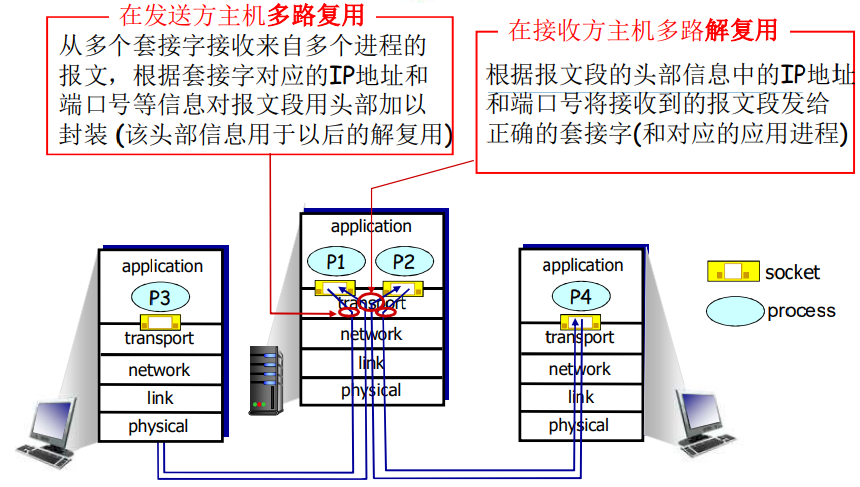 在发送方主机多路复用
从多个套接字接收来自多个进程的
报文，根据套接字对应的IP地址和
端口号等信息对报文段用头部加以
封装 (该头部信息用于以后的解复用)
在接收方主机多路解复用
根据报文段的头部信息中的IP地址
和端口号将接收到的报文段发给
正确的套接字(和对应的应用进程)
application
P3
transport
network
link
physical
application
P1
P2
transport
network
link
physical
application
P4
transport
network
link
physical
socket
process